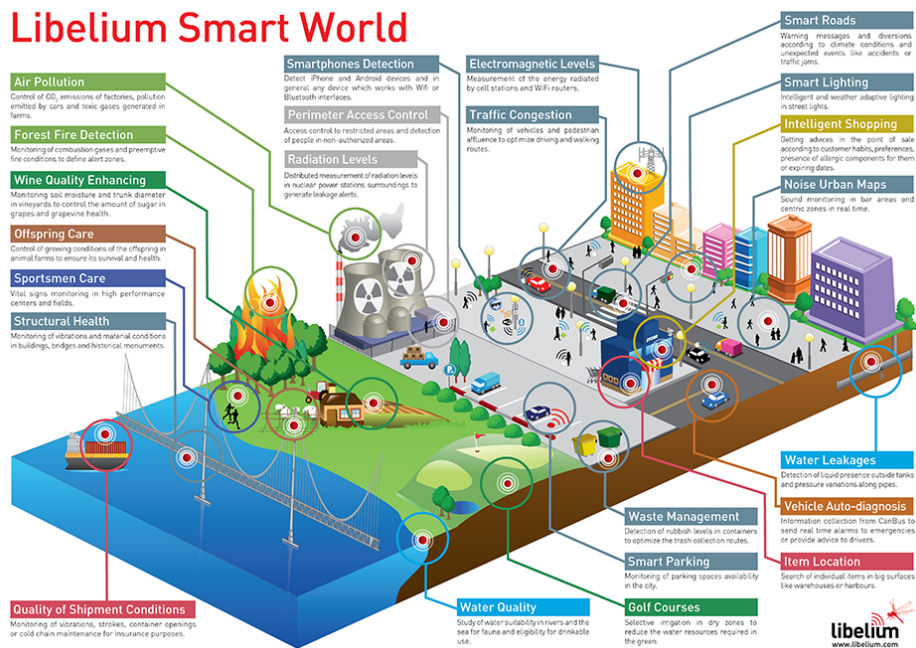 Libelium Smart World
Air Pollution
Control of CO2 emissions of factories, pollution
emitted by cars and toxic gases generated in
farms.
Forest Fire Detection
Monitoring of combustion gases and preemptive
fire conditions to define alert zones.
Wine Quality Enhancing
Monitoring soil moisture and trunk diameter
in vineyards to control the amount of sugar in
grapes and grapevine health.
Offspring Care
Control of growing conditions of the offspring in
animal farms to ensure its survival and health.
Sportsmen Care
Vital signs monitoring in high performance
centers and fields.
Structural Health
Monitoring of vibrations and material conditions
in buildings, bridges and historical monuments.
Quality of Shipment Conditions
Monitoring of vibrations, strokes, container openings
or cold chain maintenance for insurance purposes.
Smartphones Detection
Detect iPhone and Android devices and in
general any device which works with Wifi or
Bluetooth interfaces.
Perimeter Access Control
Access control to restricted areas and detection
of people in non-authorized areas.
Radiation Levels
Distributed measurement of radiation levels
in nuclear power stations surroundings to
generate leakage alerts.
Electromagnetic Levels
Measurement of the energy radiated
by cell stations and WiFi routers.
Traffic Congestion
Monitoring of vehicles and pedestrian
affluence to optimize driving and walking
routes.
Smart Roads
Warning messages and diversions
according to climate conditions and
unexpected events like accidents or
traffic jams.
Smart Lighting
Intelligent and weather adaptive lighting
in street lights.
Intelligent Shopping
Getting advices in the point of sale
according to customer habits, preferences,
presence of allergic components for them
or expiring dates.
Noise Urban Maps
Sound monitoring in bar areas and
centric zones in real time.
Water Leakages
Detection of liquid presence outside tanks
and pressure variations along pipes.
Vehicle Auto-diagnosis
Information collection from CanBus to
send real time alarms to emergencies
or provide advice to drivers.
Item Location
Search of individual items in big surfaces
like warehouses or harbours.
Waste Management
Detection of rubbish levels in containers
to optimize the trash collection routes.
Smart Parking
Monitoring of parking spaces availability
in the city.
Golf Courses
Selective irrigation in dry zones to
reduce the water resources required in
the green.
Water Quality
Study of water suitability in rivers and the
sea for fauna and eligibility for drinkable
use.
STORE
P
libelium
www.libelium.com